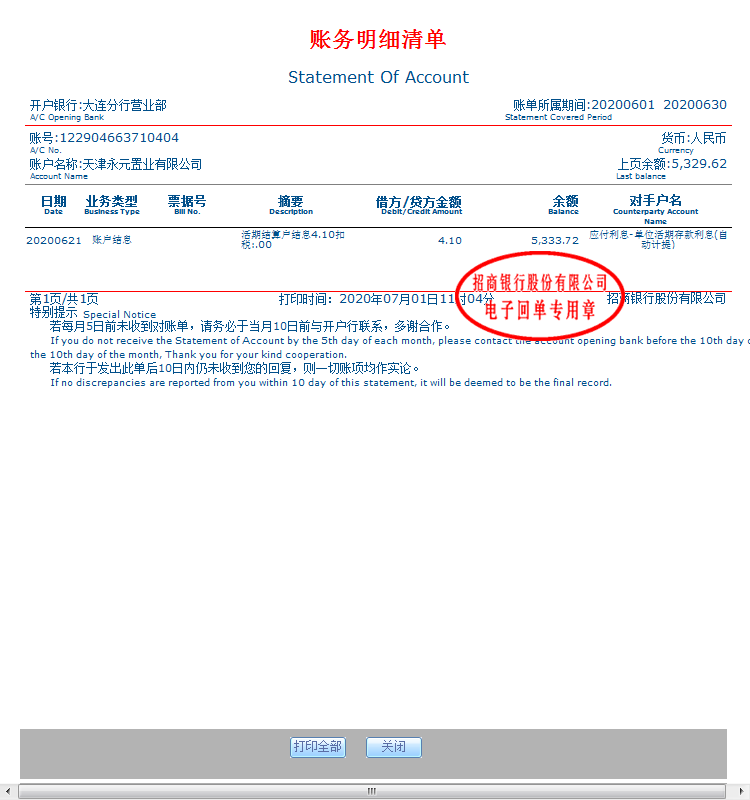 账务明细清单
Statement Of Account
开户银行:大连分行营业部 账单所属期间:20200601 20200630
A/C Opening Bank Statement Covered Period
账号:122904663710404 货币:人民币
A/C No. Currency
账户名称:天津永元置业有限公司 上页余额:5,329.62
Account Name Last balance
日期 业务类型 票据号 摘要 借方/贷方金额 余额 对手户名
Date Business Type Bill No. Description Debit/Credit Amount Balance Counterparty Account
Name
20200621 账户结息 活期结算户结息4.10扣 4.10 5,333.72 应付利息-单位活期存款利息(自
税:.00 动计提)
招商银行股份有限公司
电子回单专用章
第1页/共1页 打印时间: 2020年07月01日11时04分 招商银行股份有限公司
特别提示 Special Notice
若每月5日前未收到对账单，请务必于当月10日前与开户行联系，多谢合作。
If you do not receive the Statement of Account by the 5th day of each month, please contact the account opening bank before the 10th day o
the 10th day of the month, Thank you for your kind cooperation.
若本行于发出此单后10日内仍未收到您的回复，则一切账项均作实论。
If no discrepancies are reported from you within 10 day of this statement, it will be deemed to be the final record.
打印全部 关闭